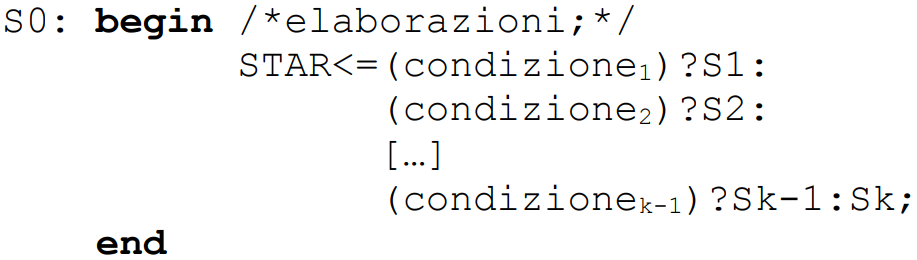 S0: begin /*elaborazioni;*/
STAR<=(condizione₁)?S1:
(condizione₂)?S2:
[…]
(condizioneₖ₋₁)?Sk-1:Sk;
end